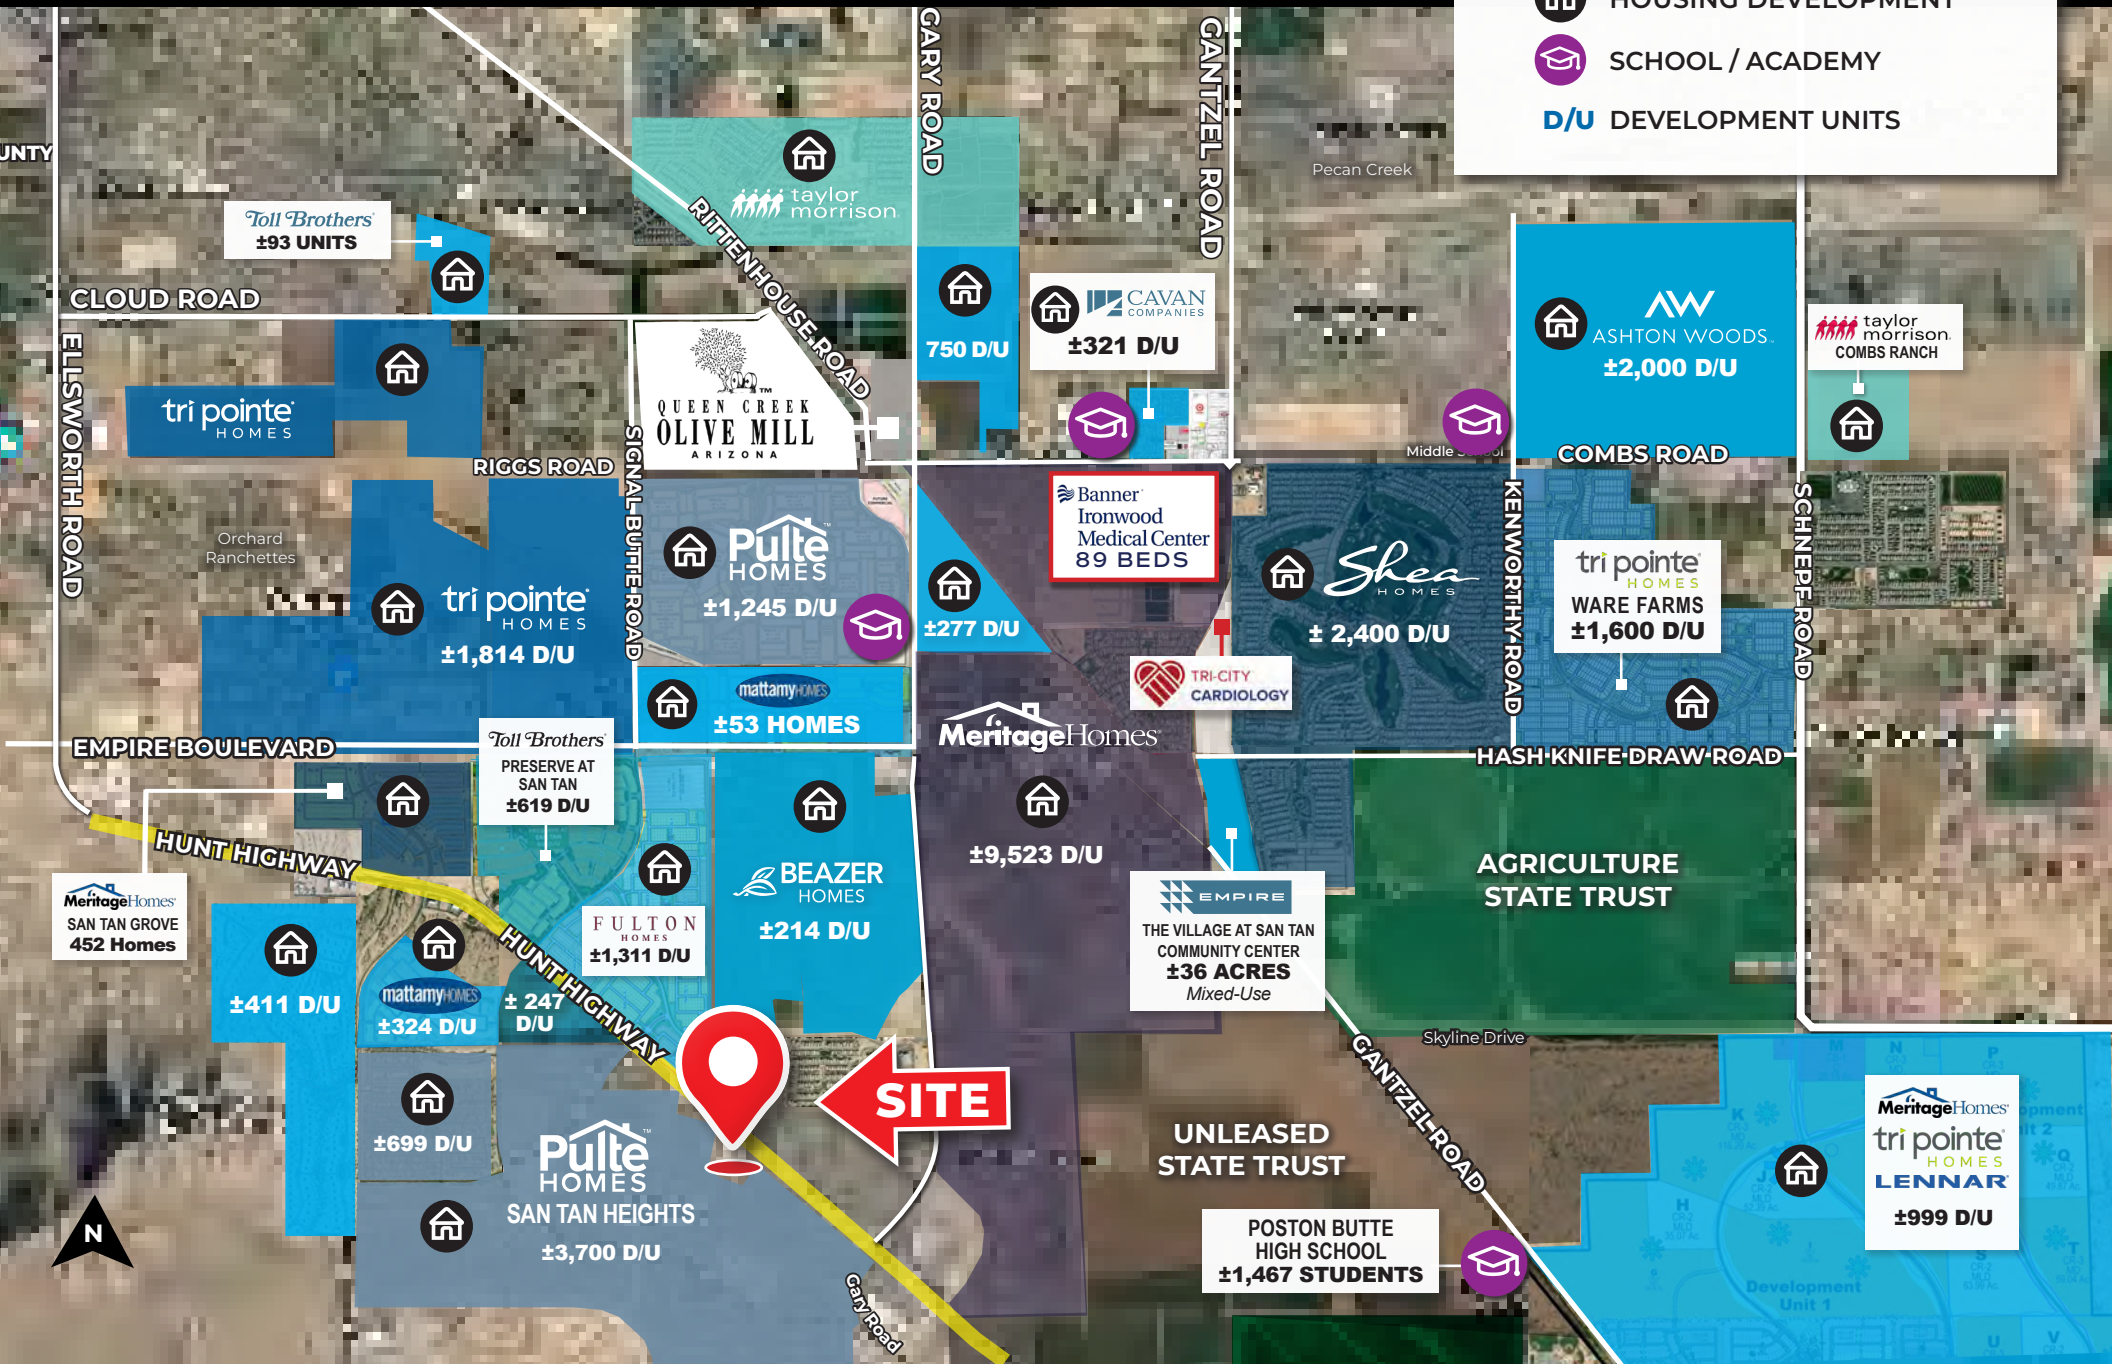 HOUSING DEVELOPMENT
SCHOOL / ACADEMY
D/U DEVELOPMENT UNITS
GARY ROAD
GANTZEL ROAD
UNTY
Pecan Creek
taylor
morrison
RITTENHOUSE ROAD
Toll Brothers
±93 UNITS
CLOUD ROAD
ELLSWORTH ROAD
tri pointe
HOMES
QUEEN CREEK
OLIVE MILL
ARIZONA
TM
750 D/U
CAVAN
COMPANIES
±321 D/U
AW
ASHTON WOODS
±2,000 D/U
taylor
morrison
COMBS RANCH
Middle School
COMBS ROAD
RIGGS ROAD
SIGNAL BUTTE ROAD
KENWORTHY ROAD
SCHNEPF ROAD
FUTURE
COMMERCIAL
Orchard
Ranchettes
tri pointe
HOMES
±1,814 D/U
Pulte
HOMES
±1,245 D/U
±277 D/U
Banner
Ironwood
Medical Center
89 BEDS
Shea
HOMES
± 2,400 D/U
tri pointe
HOMES
WARE FARMS
±1,600 D/U
TRI-CITY
CARDIOLOGY
mattamy HOMES
±53 HOMES
MeritageHomes
±9,523 D/U
EMPIRE BOULEVARD
HASH KNIFE DRAW ROAD
Toll Brothers
PRESERVE AT
SAN TAN
±619 D/U
HUNT HIGHWAY
MeritageHomes
SAN TAN GROVE
452 Homes
BEAZER
HOMES
±214 D/U
FULTON
HOMES
±1,311 D/U
EMPIRE
THE VILLAGE AT SAN TAN
COMMUNITY CENTER
±36 ACRES
Mixed-Use
AGRICULTURE
STATE TRUST
±411 D/U
mattamy HOMES
±324 D/U
± 247
D/U
HUNT HIGHWAY
Skyline Drive
GANTZEL ROAD
SITE
±699 D/U
Pulte
HOMES
SAN TAN HEIGHTS
±3,700 D/U
UNLEASED
STATE TRUST
MeritageHomes
tri pointe
HOMES
LENNAR
±999 D/U
POSTON BUTTE
HIGH SCHOOL
±1,467 STUDENTS
Development
Unit 1
Gary Road
N
M
N
P
K
J
H
Q
S
T
U
V